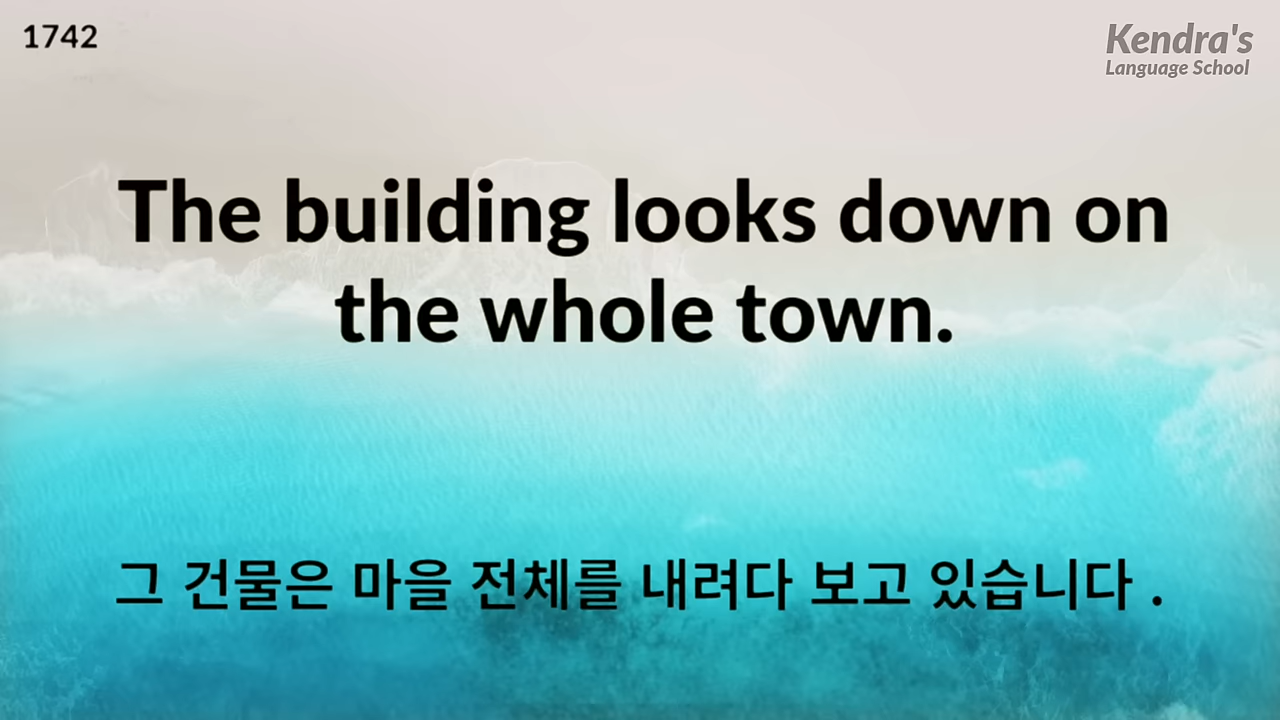 1742
Kendra's
Language School
The building looks down on
the whole town.
그 건물은 마을 전체를 내려다 보고 있습니다 .